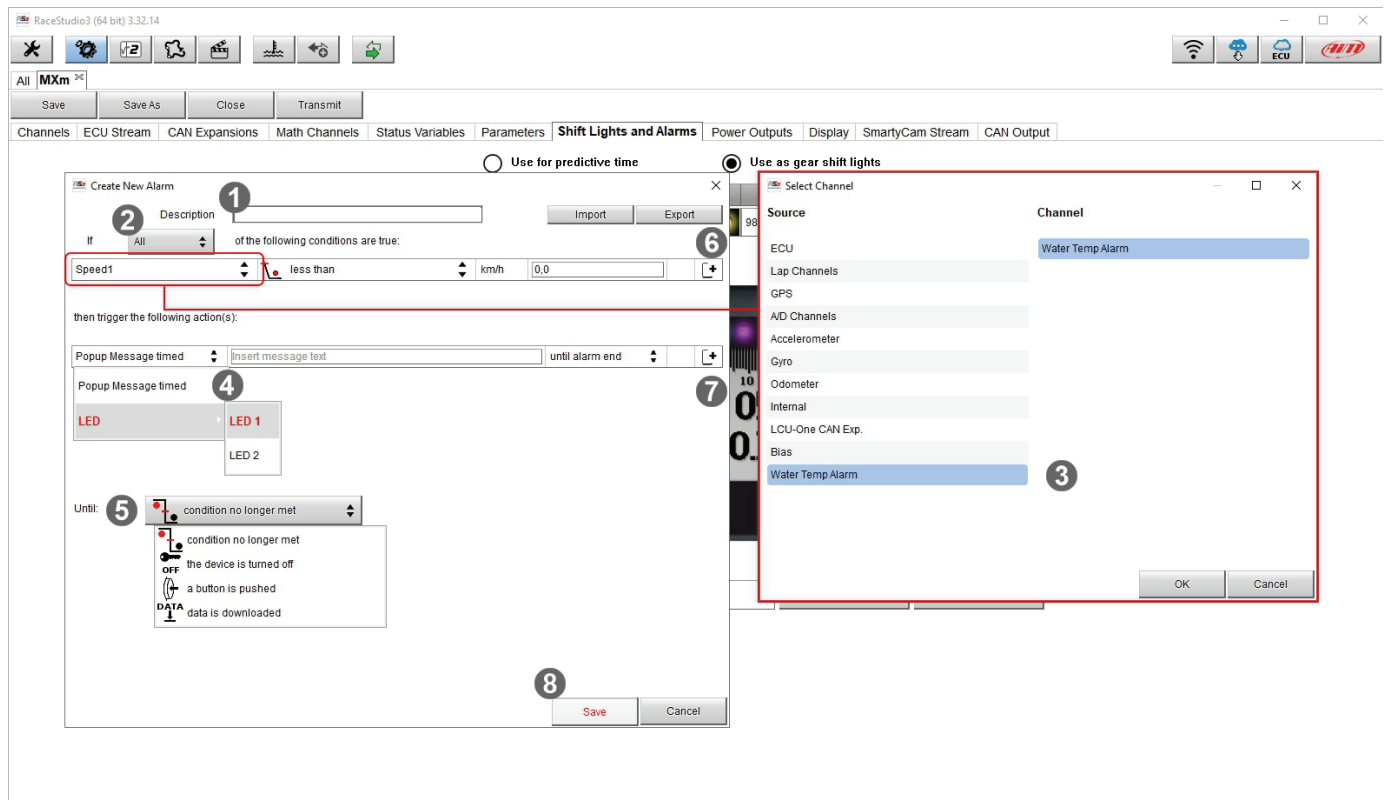 RaceStudio3 (64 bit) 3.32.14
ECU
AiM
All MXm
Save Save As Close Transmit
Channels ECU Stream CAN Expansions Math Channels Status Variables Parameters Shift Lights and Alarms Power Outputs Display SmartyCam Stream CAN Output
Use for predictive time Use as gear shift lights
Create New Alarm
1
Description Import Export
2
If All of the following conditions are true:
6
Speed1 less than km/h 0,0
then trigger the following action(s):
Popup Message timed Insert message text until alarm end
Popup Message timed
4
7
LED LED 1
LED 2
Until: 5 condition no longer met
condition no longer met
OFF the device is turned off
a button is pushed
DATA data is downloaded
8
Save Cancel
98
10
Select Channel
Source Channel
ECU Water Temp Alarm
Lap Channels
GPS
A/D Channels
Accelerometer
Gyro
Odometer
Internal
LCU-One CAN Exp.
Bias
Water Temp Alarm
3
OK Cancel